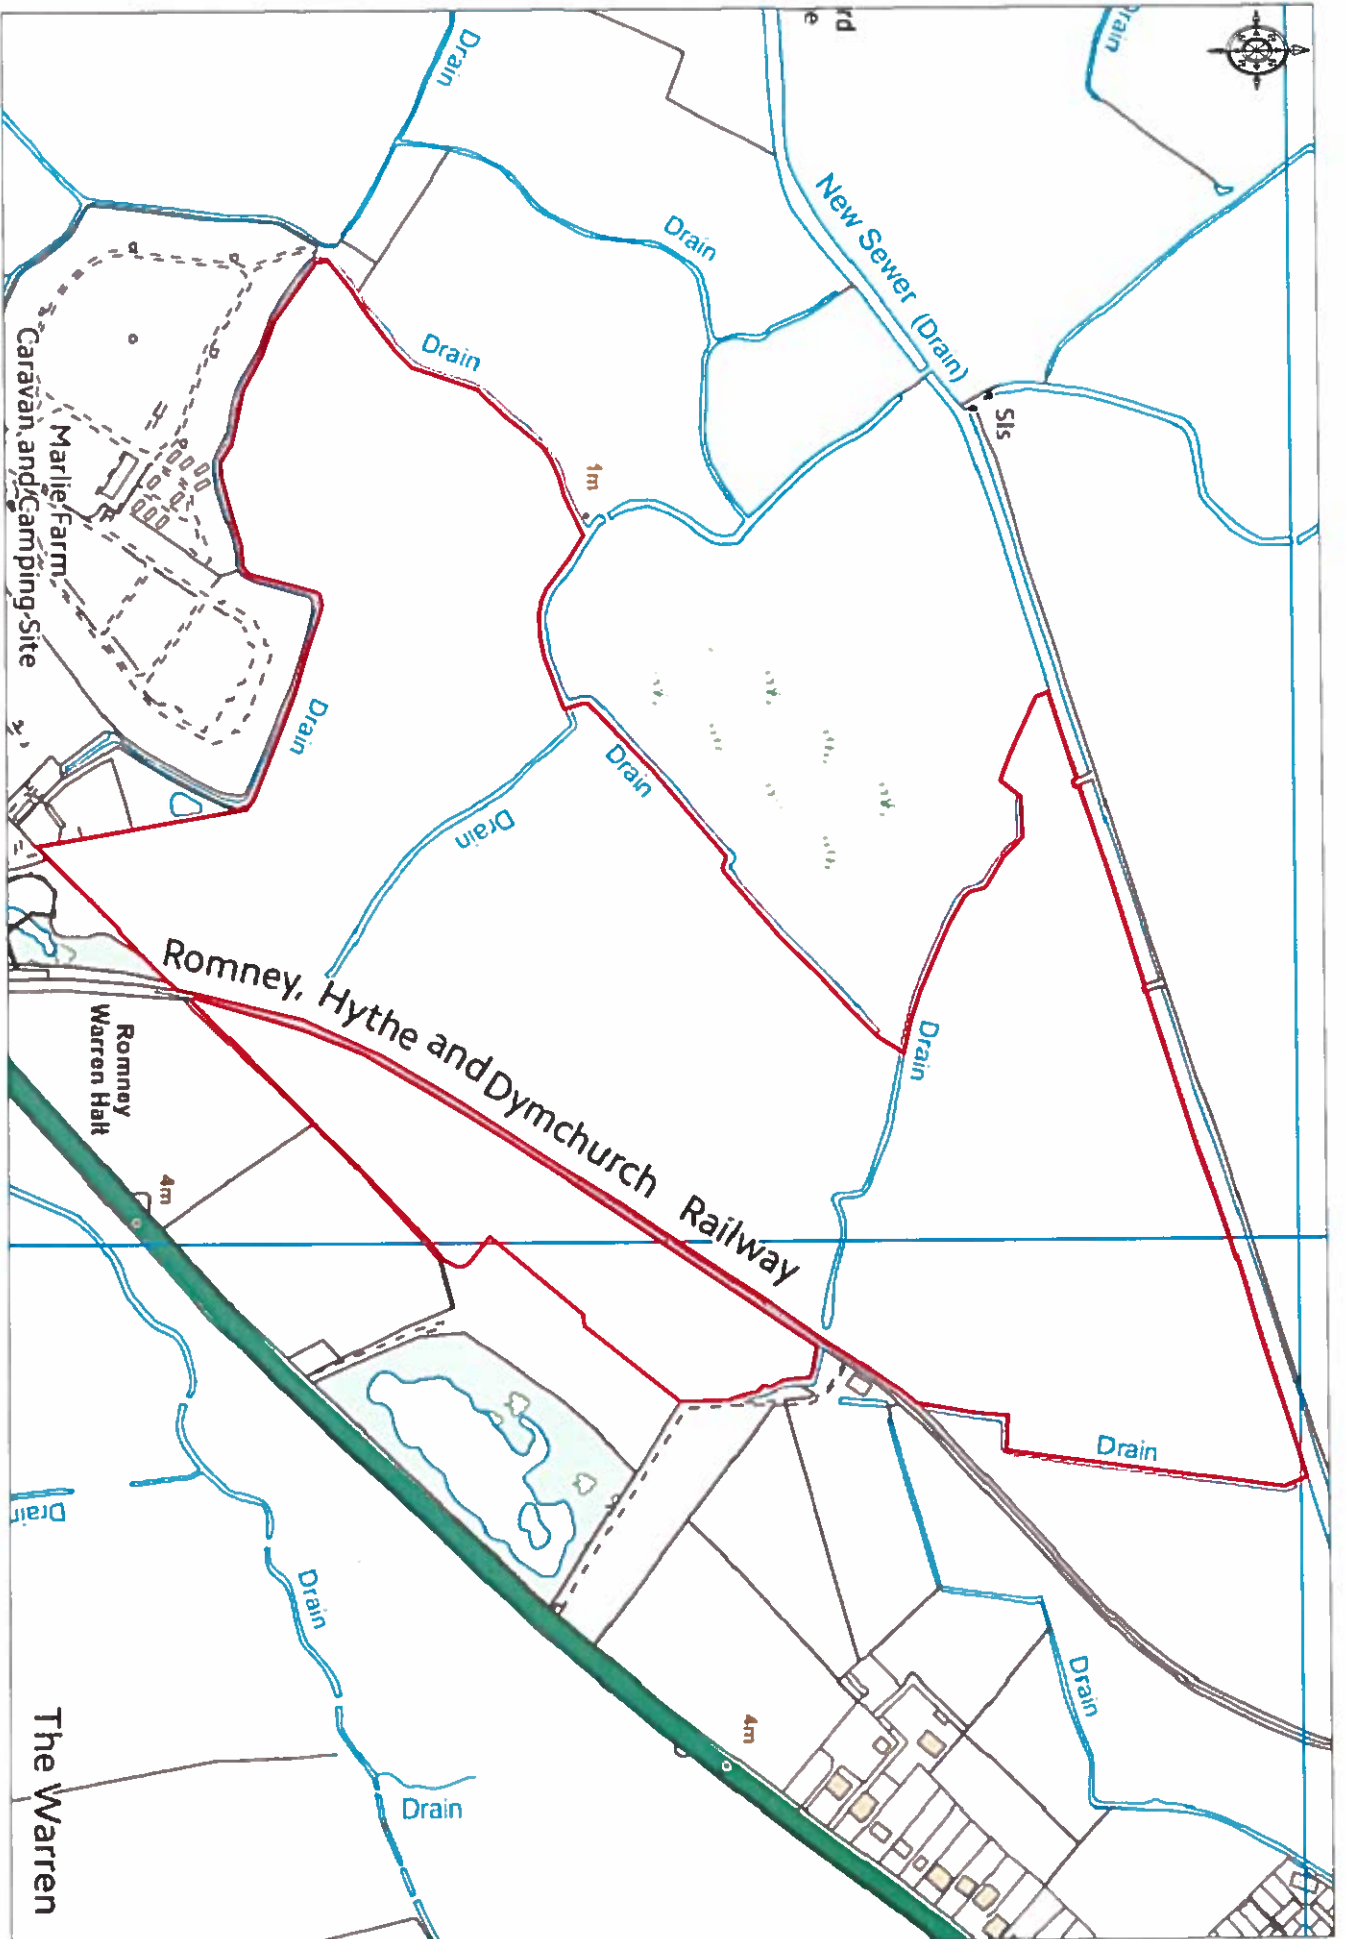 Drain
Drain
rd
e
New Sewer (Drain)
Sls
Drain
Drain
1m
Marlie Farm
Caravan and Camping Site
Drain
Drain
Drain
Drain
Romney, Hythe and Dymchurch Railway
Romney
Warren Halt
4m
Drain
Drain
Drain
Drain
4m
Drain
The Warren